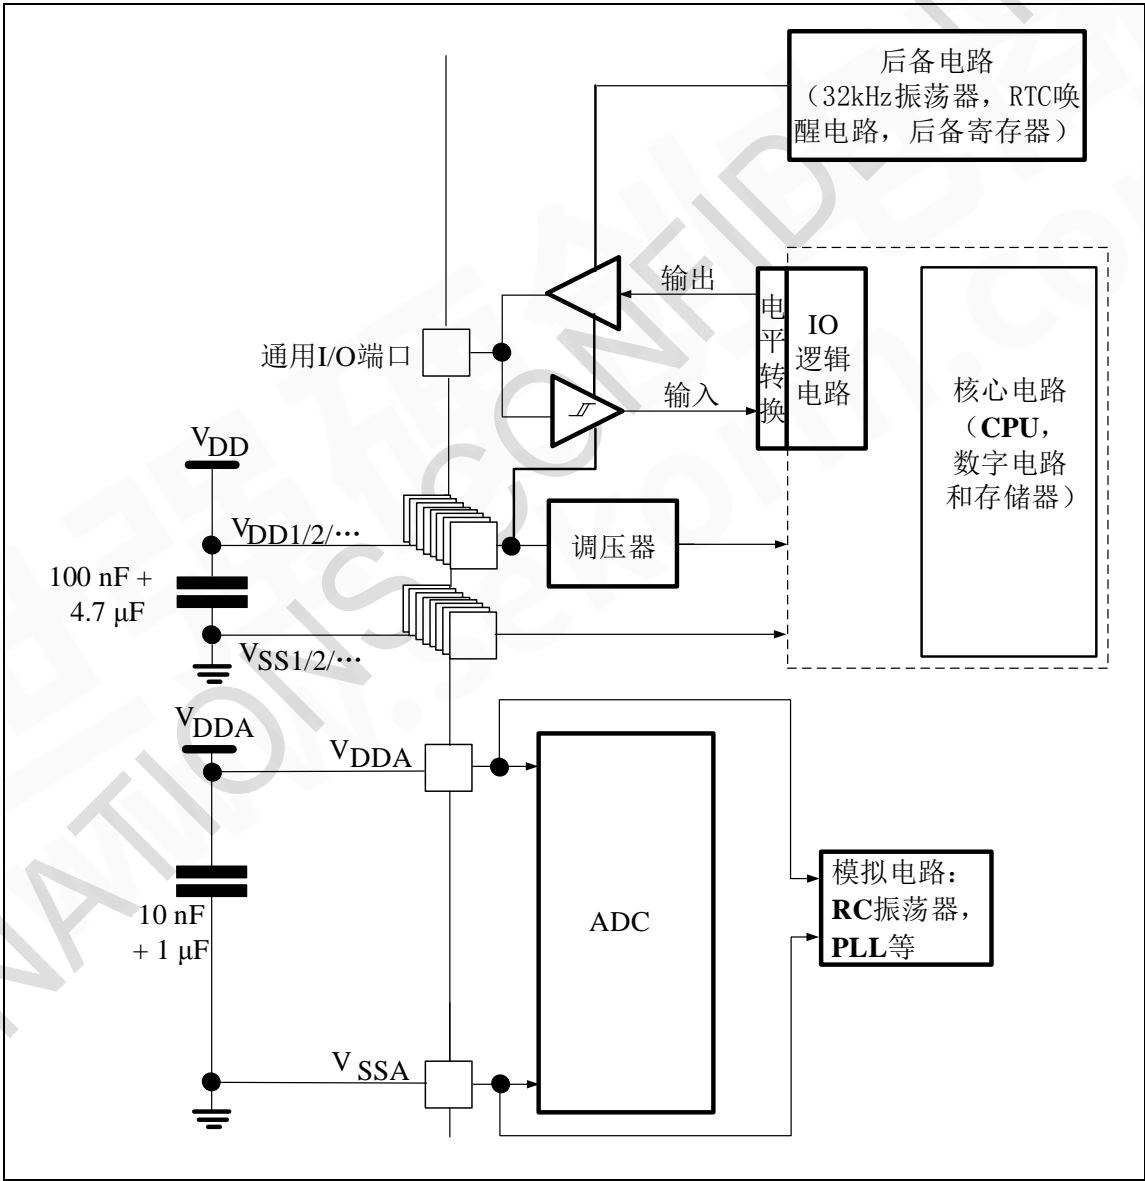 后备电路
（32kHz振荡器，RTC唤
醒电路，后备寄存器）
输出
电平转换
IO
逻辑
电路
通用I/O端口
输入
核心电路
（CPU，
数字电路
和存储器）
VDD
VDD1/2/…
调压器
100 nF +
4.7 μF
VSS1/2/…
VDDA
VDDA
模拟电路：
RC振荡器，
PLL等
ADC
10 nF
+ 1 μF
VSSA
NATIONS CONFIDE